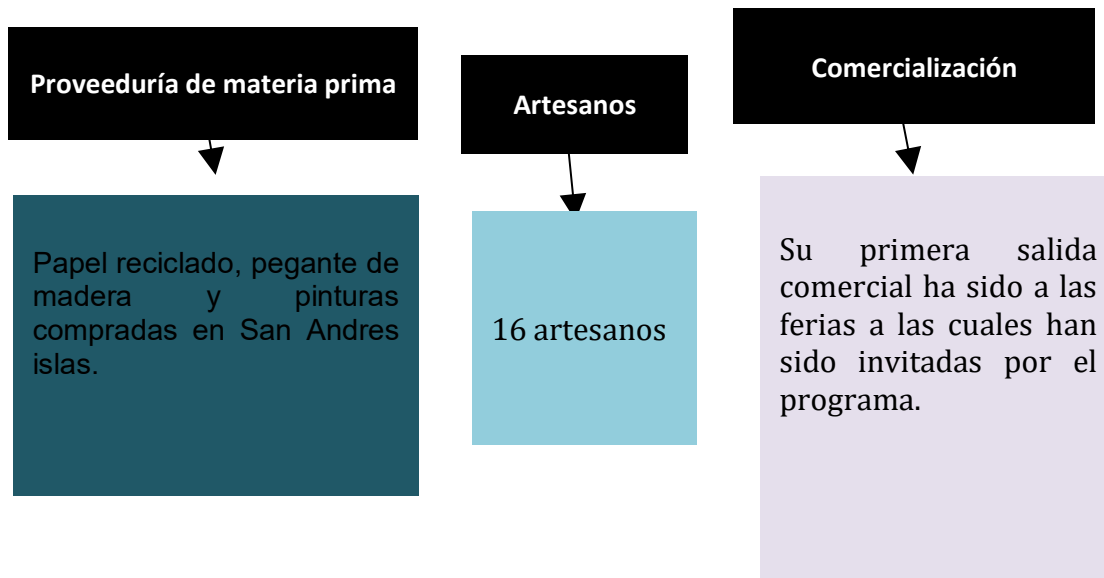 Proveeduría de materia prima
Artesanos
Comercialización
Papel reciclado, pegante de
madera y pinturas
compradas en San Andres
islas.
16 artesanos
Su primera salida
comercial ha sido a las
ferias a las cuales han
sido invitadas por el
programa.